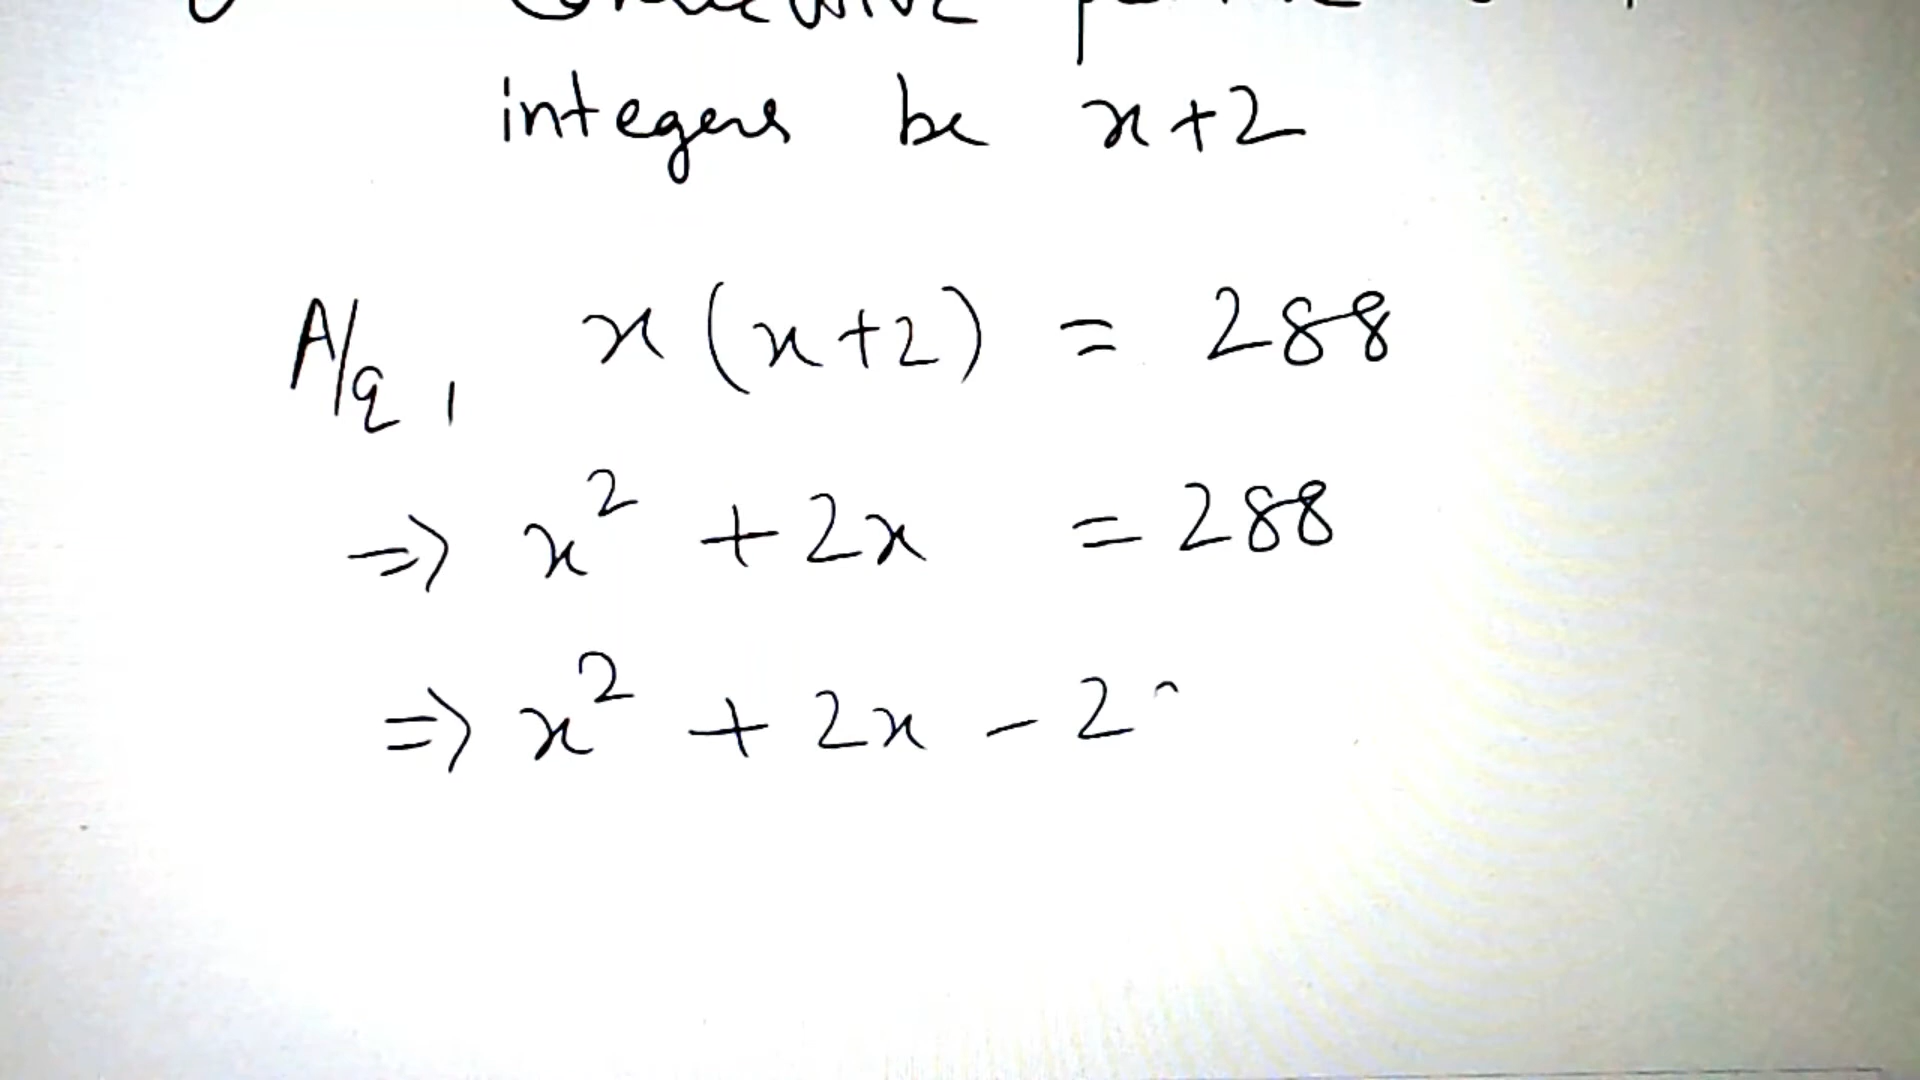 integers be x+2
A/q, x(x+2) = 288
=> x² + 2x = 288
=> x² + 2x - 2